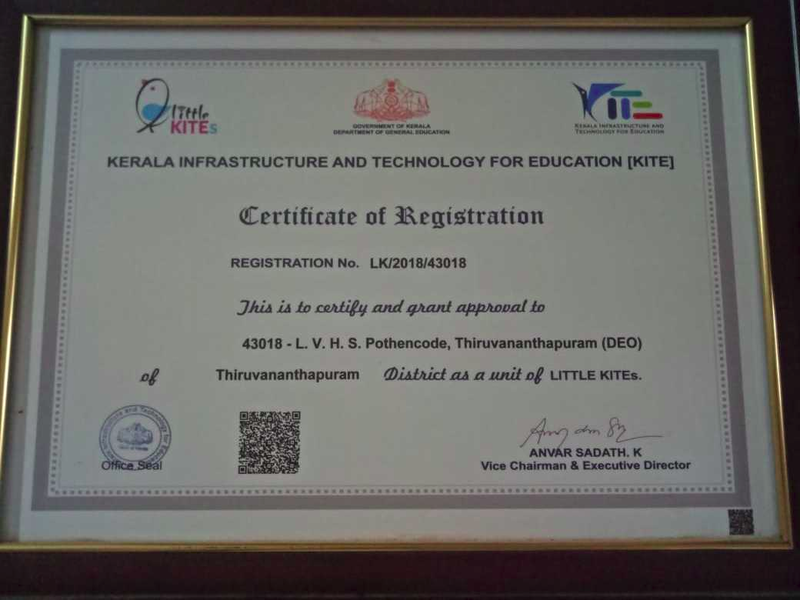 little
KITEs
GOVERNMENT OF KERALA
DEPARTMENT OF GENERAL EDUCATION
KITE
KERALA INFRASTRUCTURE AND
TECHNOLOGY FOR EDUCATION
KERALA INFRASTRUCTURE AND TECHNOLOGY FOR EDUCATION [KITE]
Certificate of Registration
REGISTRATION No. LK/2018/43018
This is to certify and grant approval to
43018 - L. V. H. S. Pothencode, Thiruvananthapuram (DEO)
of Thiruvananthapuram District as a unit of LITTLE KITEs.
Office Seal
ANVAR SADATH. K
Vice Chairman & Executive Director